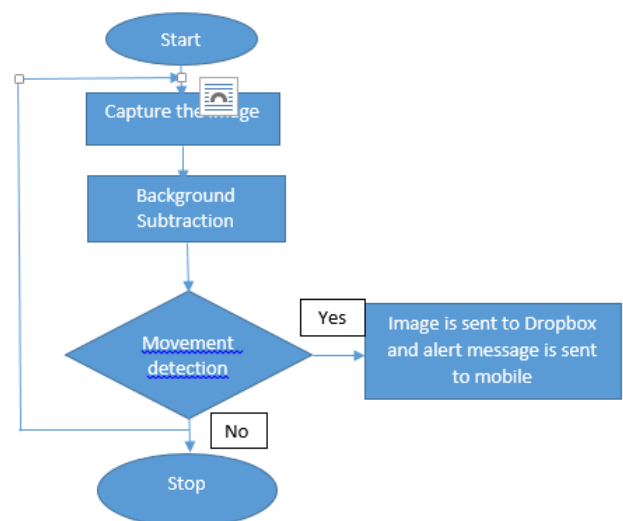 Start
Capture the image
Background
Subtraction
Movement
detection
Yes
Image is sent to Dropbox
and alert message is sent
to mobile
No
Stop